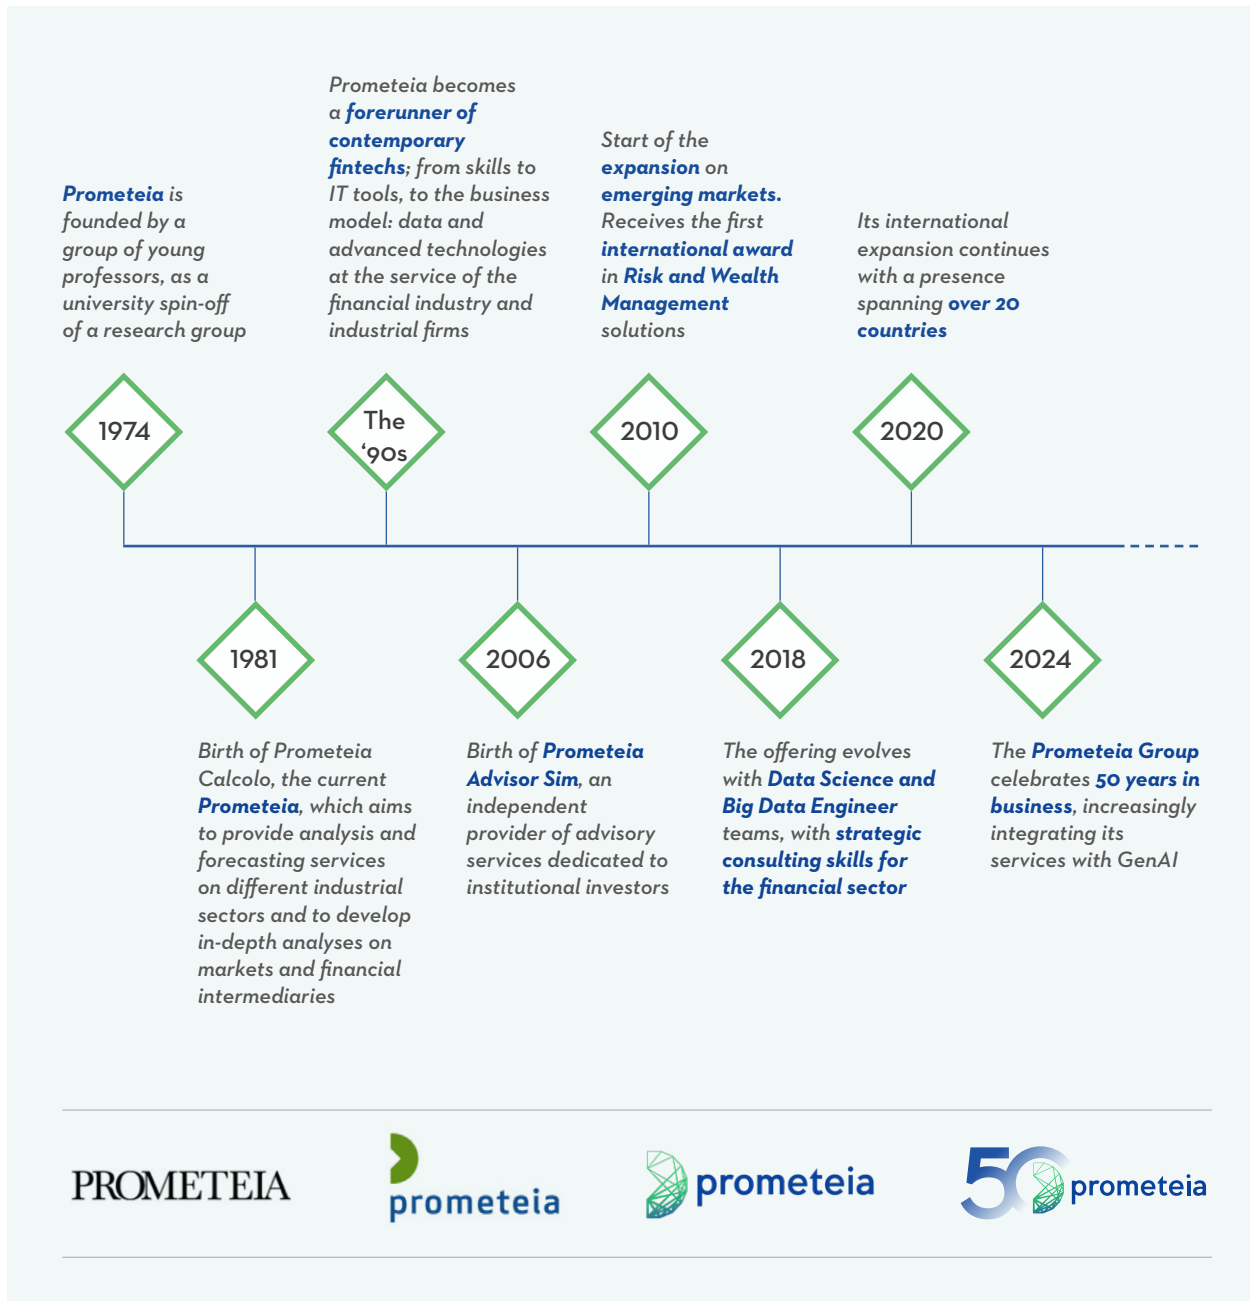 Prometeia is
founded by a
group of young
professors, as a
university spin-off
of a research group
1974
Prometeia becomes
a forerunner of
contemporary
fintechs; from skills to
IT tools, to the business
model: data and
advanced technologies
at the service of the
financial industry and
industrial firms
The
‘90s
Start of the
expansion on
emerging markets.
Receives the first
international award
in Risk and Wealth
Management
solutions
2010
Its international
expansion continues
with a presence
spanning over 20
countries
2020
1981
Birth of Prometeia
Calcolo, the current
Prometeia, which aims
to provide analysis and
forecasting services
on different industrial
sectors and to develop
in-depth analyses on
markets and financial
intermediaries
2006
Birth of Prometeia
Advisor Sim, an
independent
provider of advisory
services dedicated to
institutional investors
2018
The offering evolves
with Data Science and
Big Data Engineer
teams, with strategic
consulting skills for
the financial sector
2024
The Prometeia Group
celebrates 50 years in
business, increasingly
integrating its
services with GenAI
PROMETEIA
prometeia
prometeia
50 prometeia